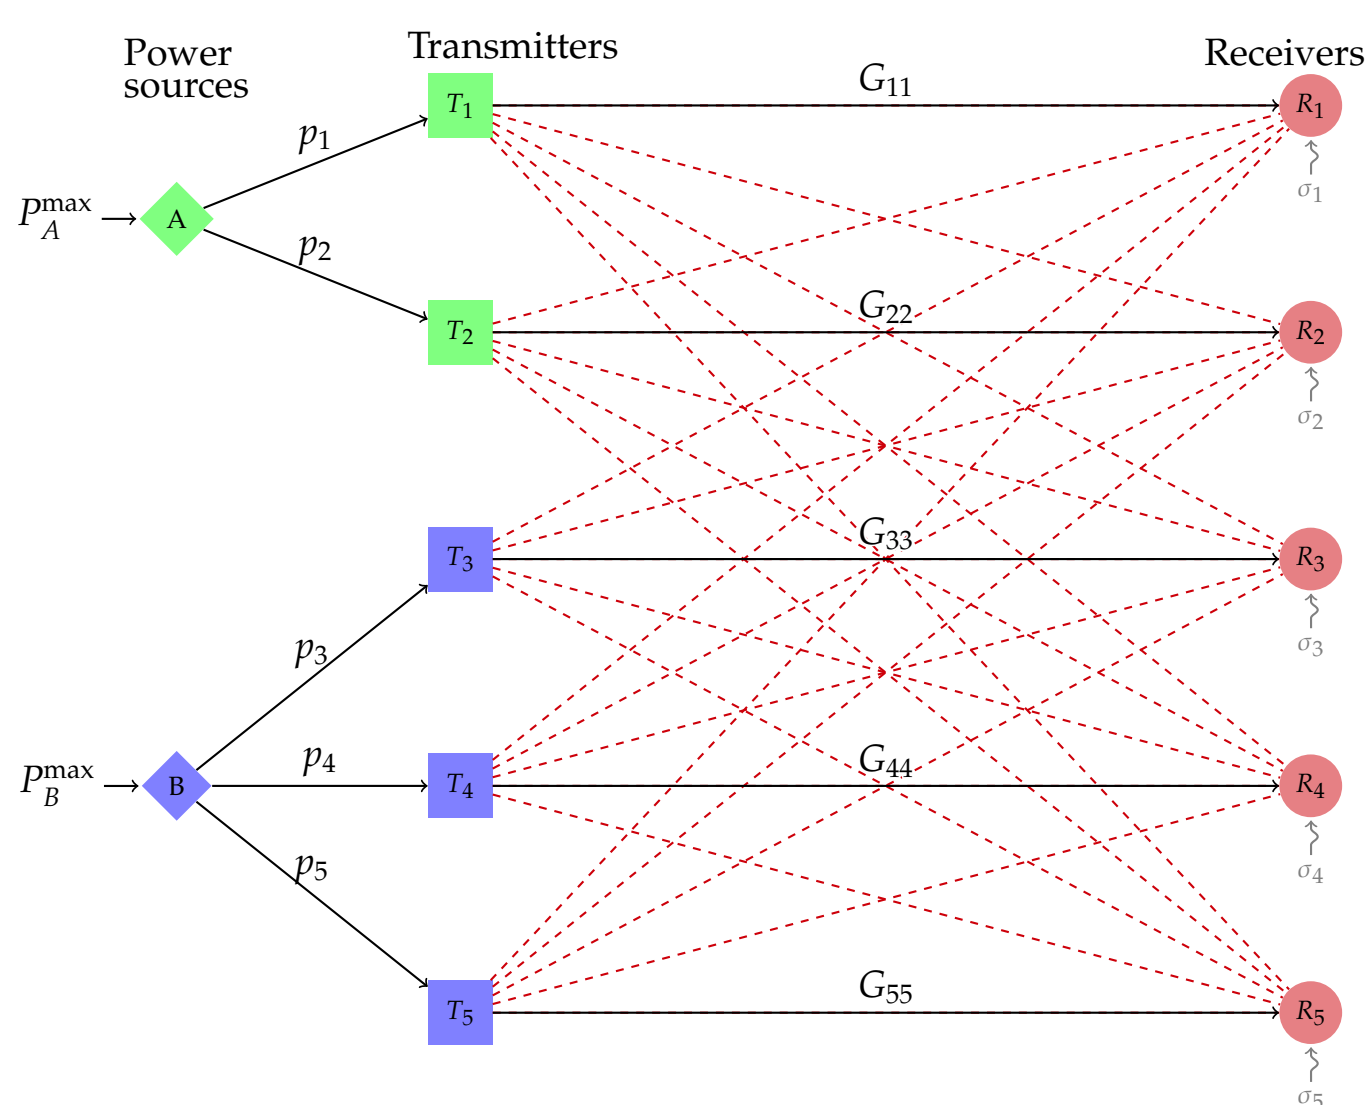 Power
sources
Transmitters
Receivers
G₁₁
T₁
R₁
p₁
σ₁
P_A^max
A
p₂
G₂₂
T₂
R₂
σ₂
G₃₃
T₃
R₃
σ₃
p₃
P_B^max
B
p₄
G₄₄
T₄
R₄
σ₄
p₅
G₅₅
T₅
R₅
σ₅